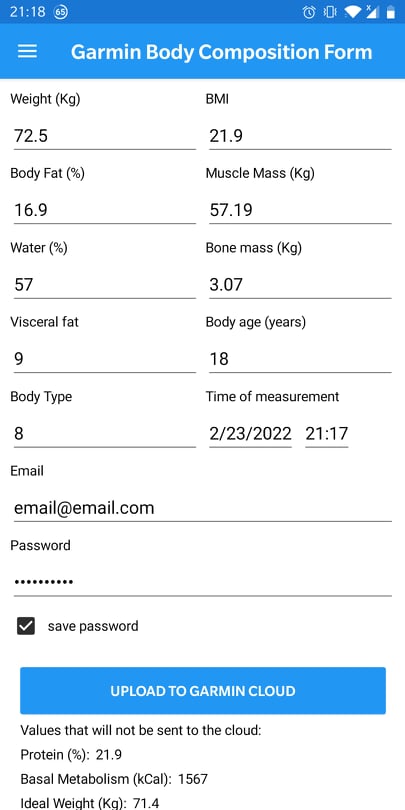 21:18 65
Garmin Body Composition Form
Weight (Kg) BMI
72.5 21.9
Body Fat (%) Muscle Mass (Kg)
16.9 57.19
Water (%) Bone mass (Kg)
57 3.07
Visceral fat Body age (years)
9 18
Body Type Time of measurement
8 2/23/2022 21:17
Email
email@email.com
Password
••••••••••
save password
UPLOAD TO GARMIN CLOUD
Values that will not be sent to the cloud:
Protein (%): 21.9
Basal Metabolism (kCal): 1567
Ideal Weight (Kg): 71.4